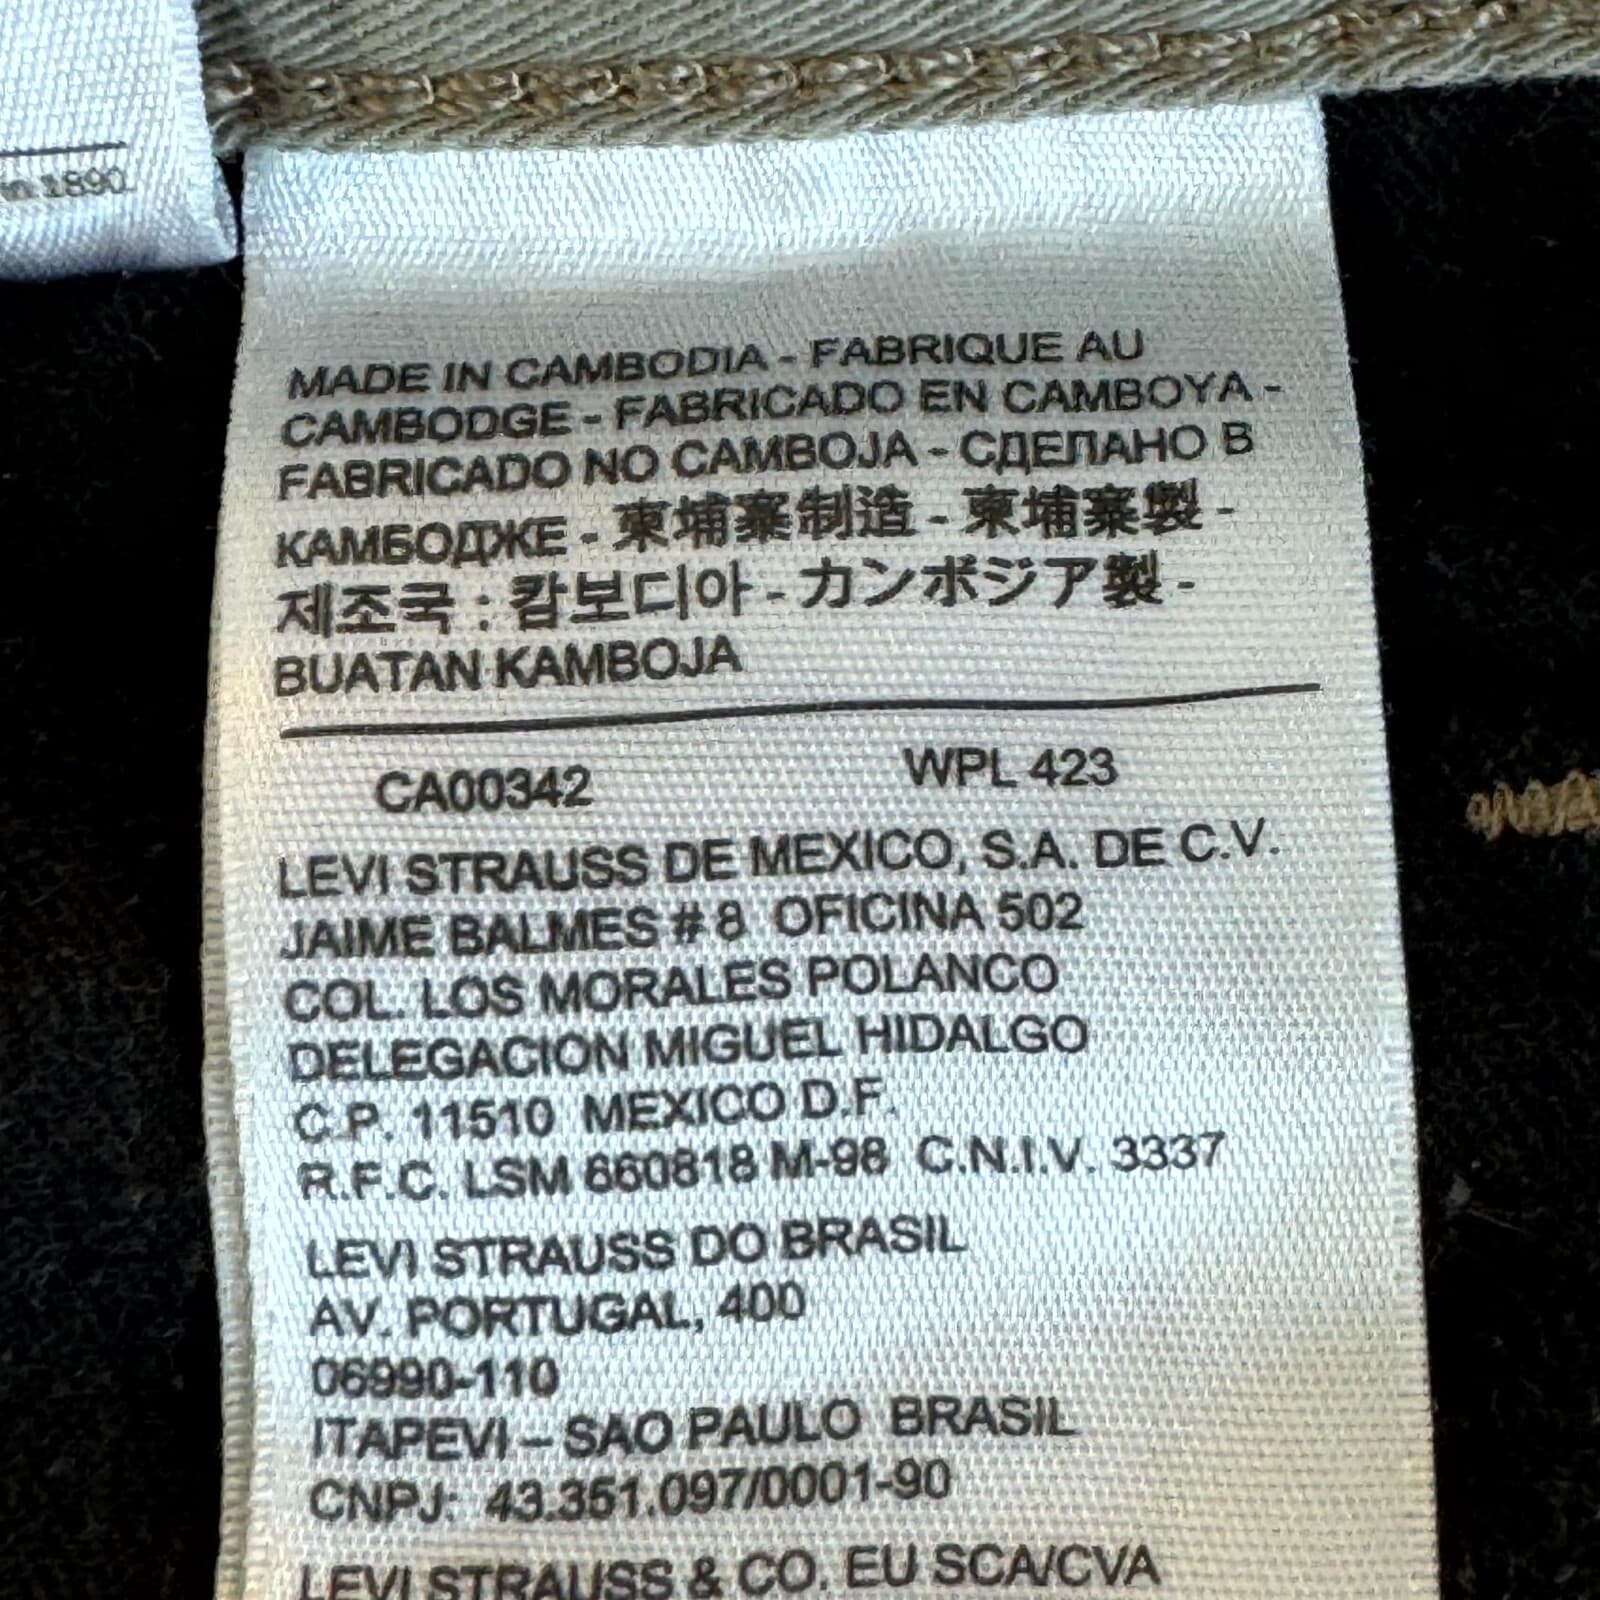 in 1890
MADE IN CAMBODIA - FABRIQUE AU
CAMBODGE - FABRICADO EN CAMBOYA -
FABRICADO NO CAMBOJA - СДЕЛАНО В
КАМБОДЖЕ - 柬埔寨制造 - 柬埔寨製 -
제조국 : 캄보디아 - カンボジア製 -
BUATAN KAMBOJA
CA00342 WPL 423
LEVI STRAUSS DE MEXICO, S.A. DE C.V.
JAIME BALMES # 8 OFICINA 502
COL. LOS MORALES POLANCO
DELEGACION MIGUEL HIDALGO
C.P. 11510 MEXICO D.F.
R.F.C. LSM 860818 M-98 C.N.I.V. 3337
LEVI STRAUSS DO BRASIL
AV. PORTUGAL, 400
06990-110
ITAPEVI – SAO PAULO BRASIL
CNPJ: 43.351.097/0001-90
LEVI STRAUSS & CO. EU SCA/CVA